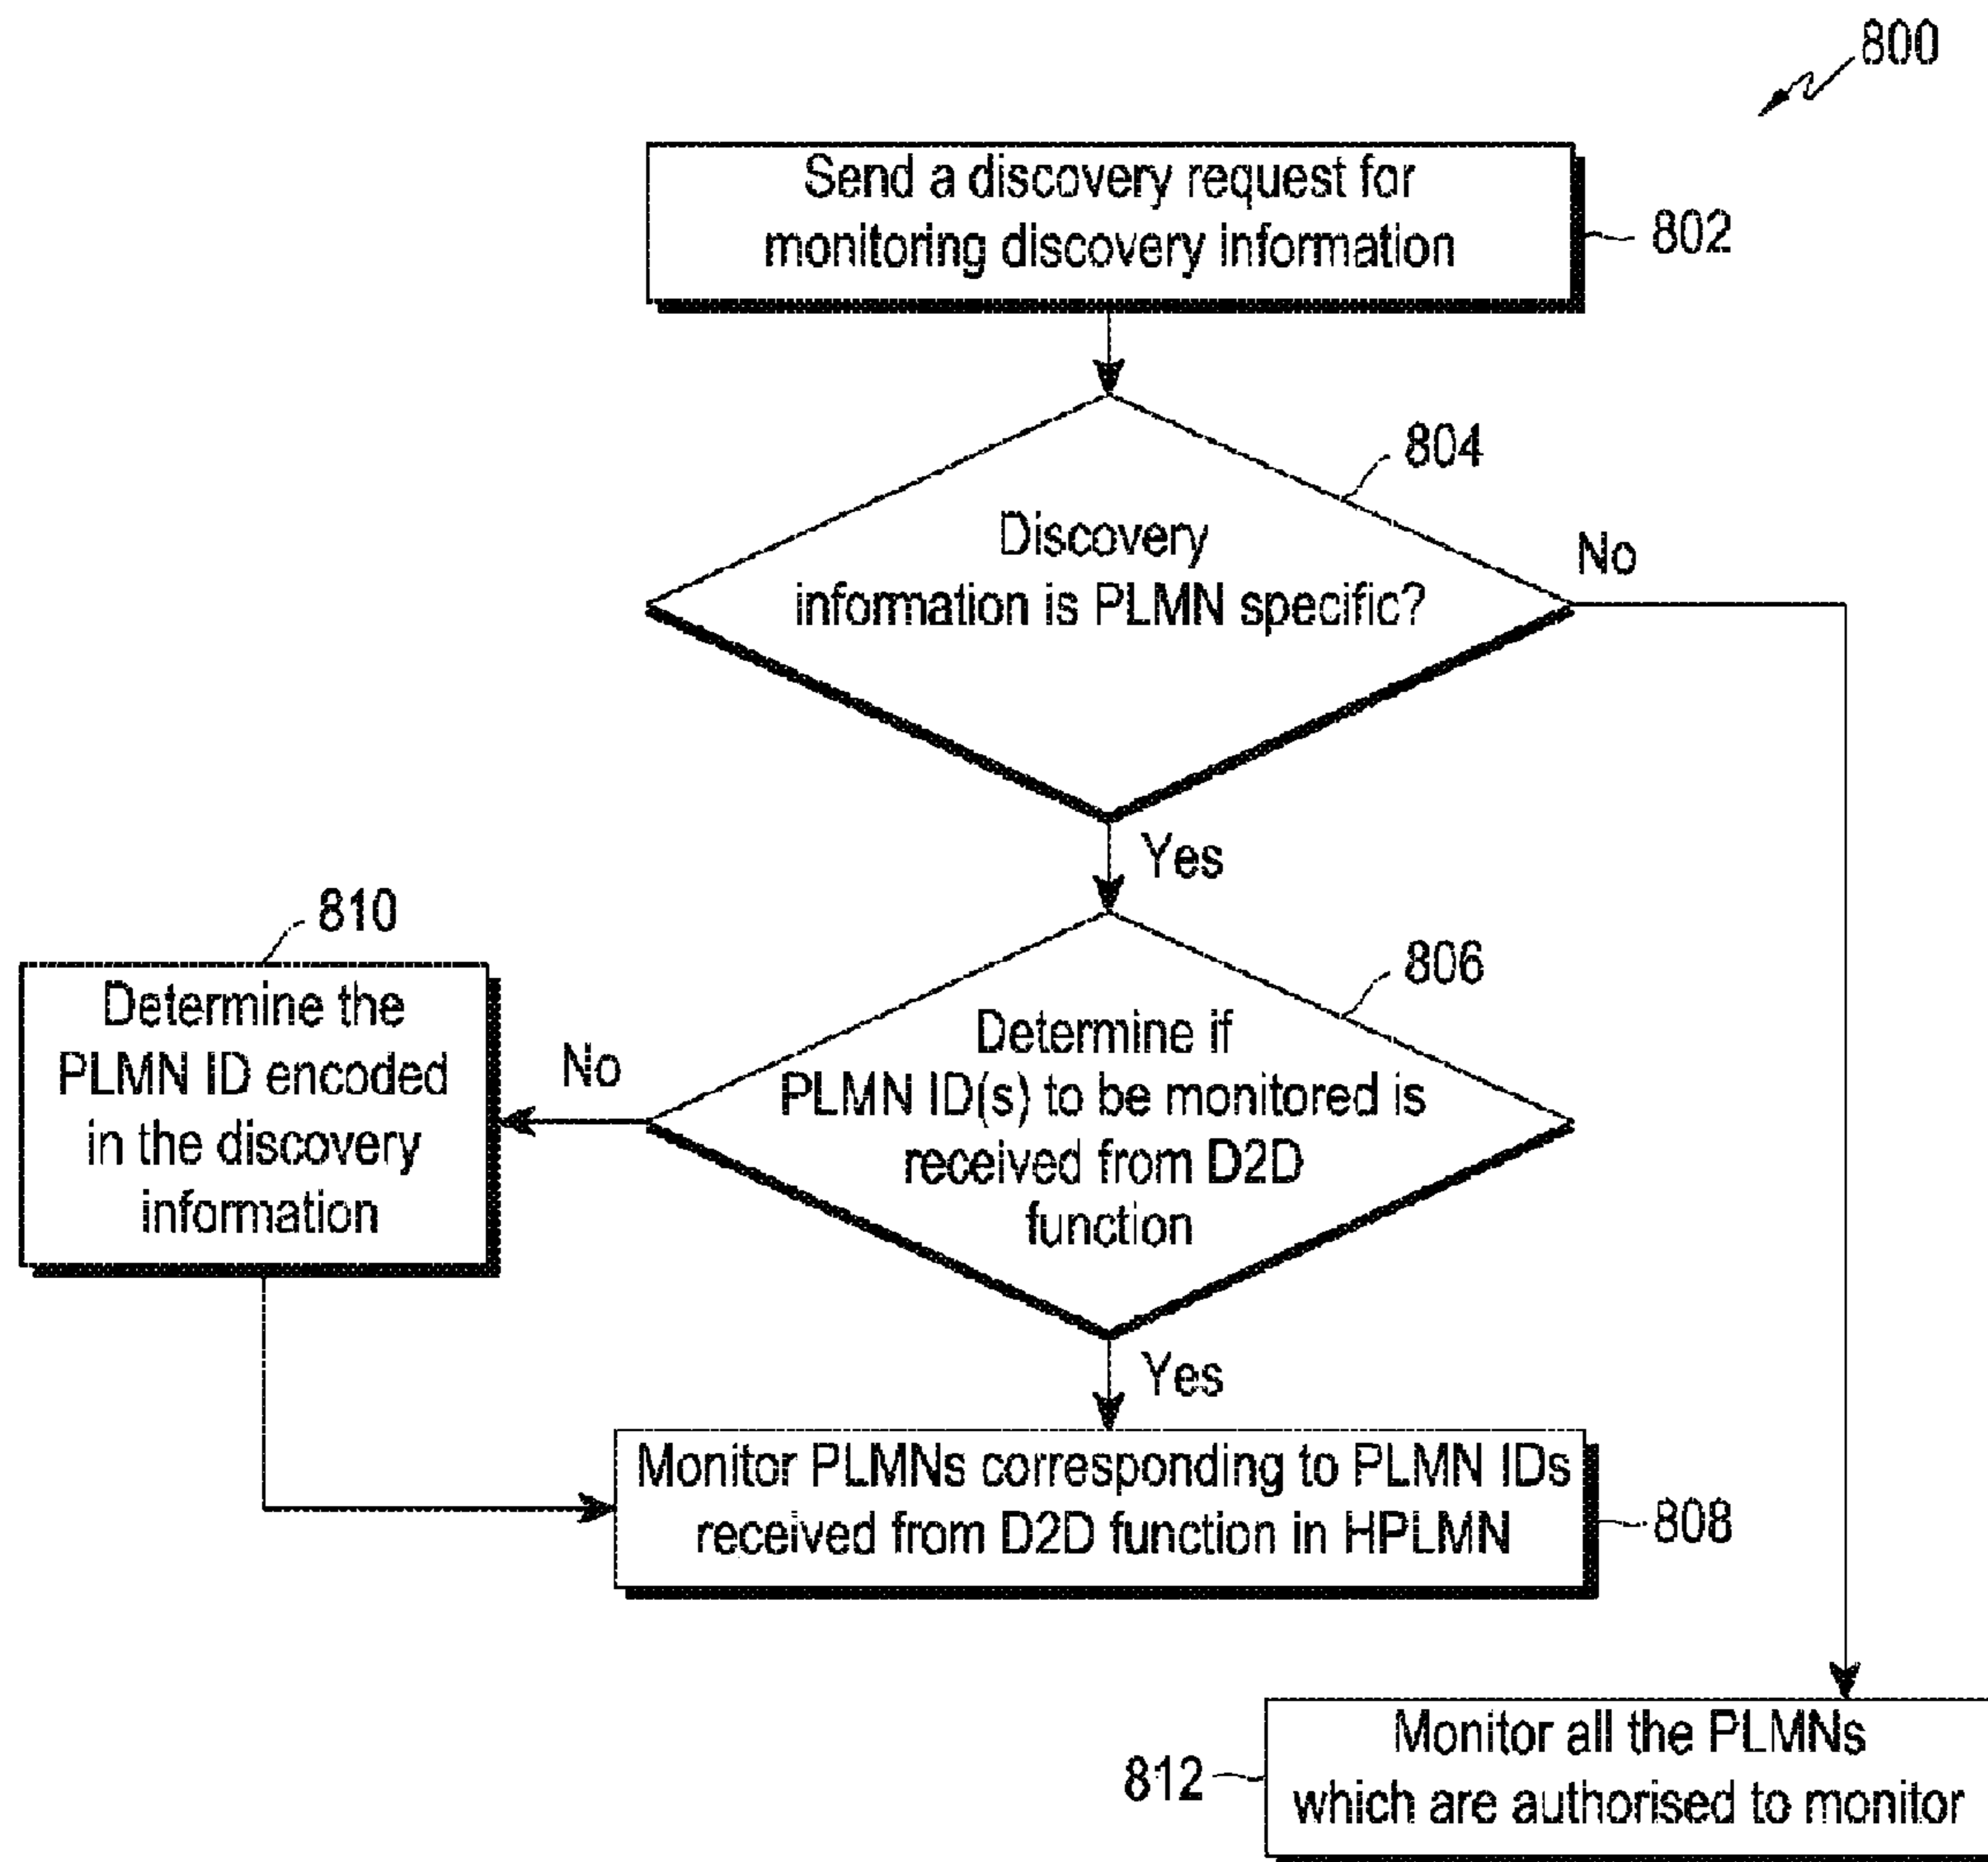 800
Send a discovery request for
monitoring discovery information
802
804
Discovery
information is PLMN specific?
No
Yes
810
Determine the
PLMN ID encoded
in the discovery
information
No
806
Determine if
PLMN ID(s) to be monitored is
received from D2D
function
Yes
Monitor PLMNs corresponding to PLMN IDs
received from D2D function in HPLMN
808
812
Monitor all the PLMNs
which are authorised to monitor